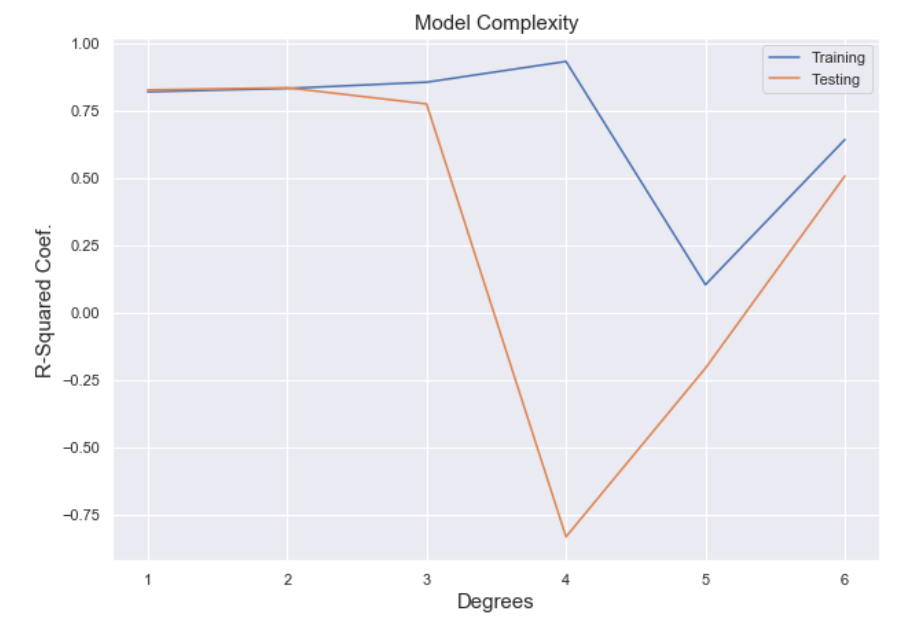 Model Complexity
Training
Testing
1.00
0.75
0.50
0.25
0.00
−0.25
−0.50
−0.75
R-Squared Coef.
1 2 3 4 5 6
Degrees